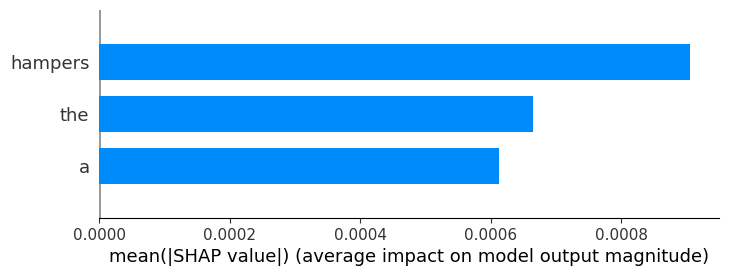 hampers
the
a
0.0000 0.0002 0.0004 0.0006 0.0008
mean(|SHAP value|) (average impact on model output magnitude)